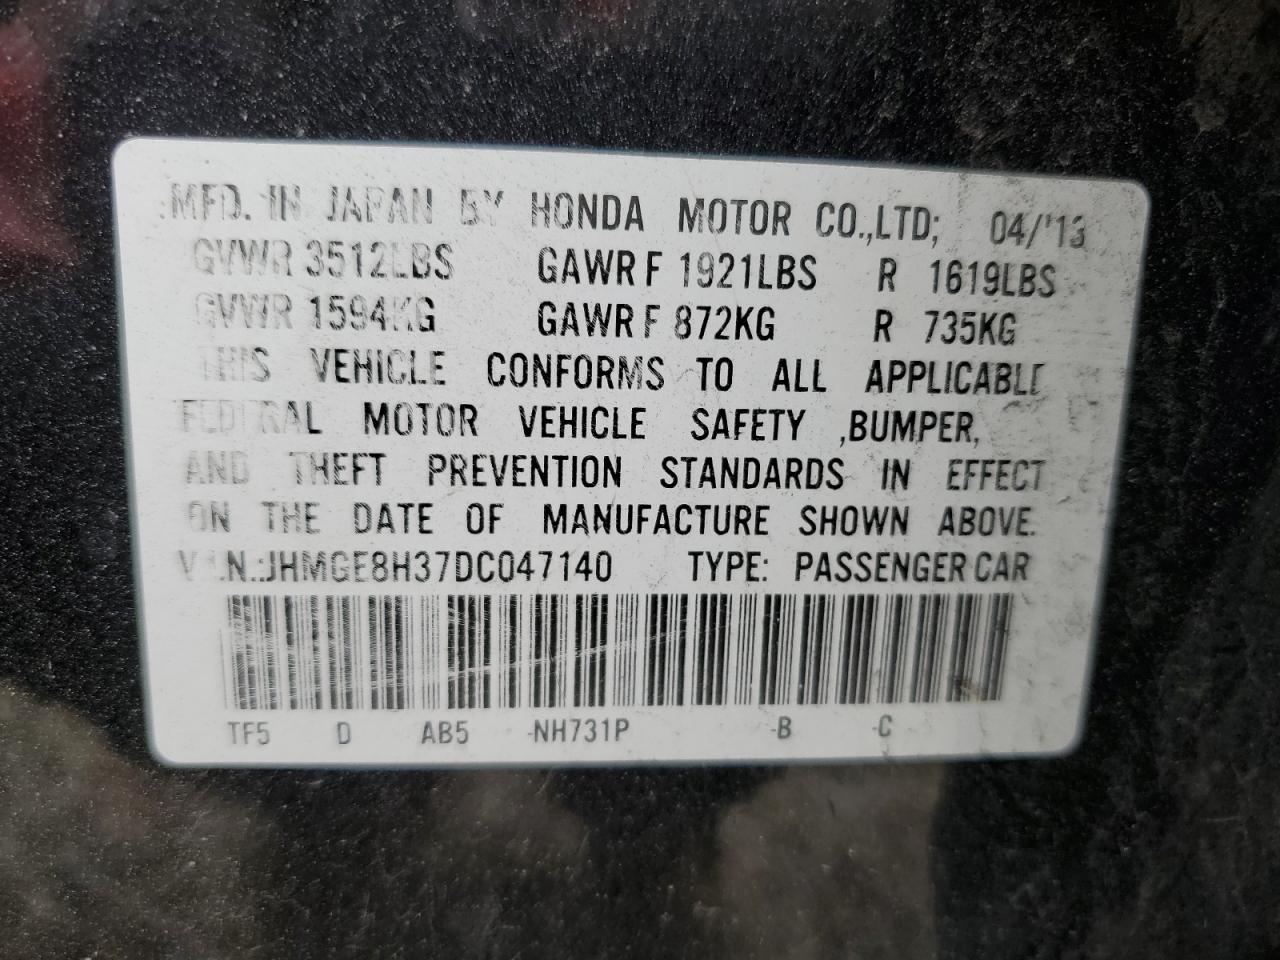 MFD. IN JAPAN BY HONDA MOTOR CO.,LTD; 04/'13
GVWR 3512LBS GAWR F 1921LBS R 1619LBS
GVWR 1594KG GAWR F 872KG R 735KG
THIS VEHICLE CONFORMS TO ALL APPLICABLE
FEDERAL MOTOR VEHICLE SAFETY ,BUMPER,
AND THEFT PREVENTION STANDARDS IN EFFECT
ON THE DATE OF MANUFACTURE SHOWN ABOVE.
V.I.N.:JHMGE8H37DC047140 TYPE: PASSENGER CAR
TF5 D AB5 -NH731P -B -C